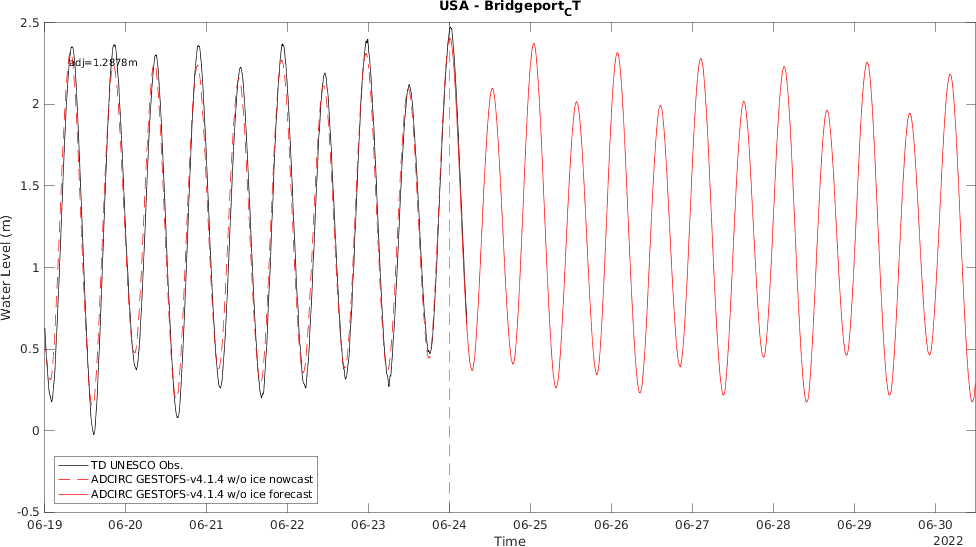 USA - Bridgeport_CT
2.5
adj=1.2878m
2
1.5
1
0.5
0
-0.5
Water Level (m)
TD UNESCO Obs.
ADCIRC GESTOFS-v4.1.4 w/o ice nowcast
ADCIRC GESTOFS-v4.1.4 w/o ice forecast
06-19 06-20 06-21 06-22 06-23 06-24 06-25 06-26 06-27 06-28 06-29 06-30
Time
2022